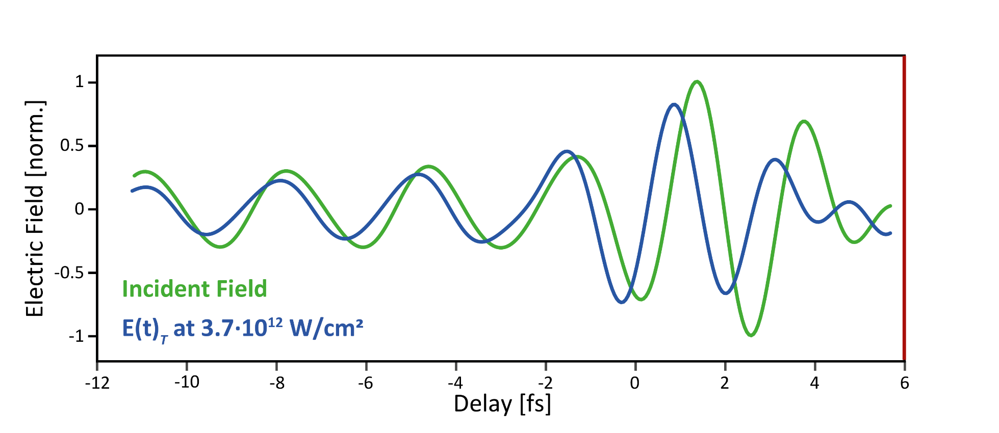 Electric Field [norm.]
1
0.5
0
-0.5
-1
Incident Field
E(t)T at 3.7·10¹² W/cm²
-12 -10 -8 -6 -4 -2 0 2 4 6
Delay [fs]